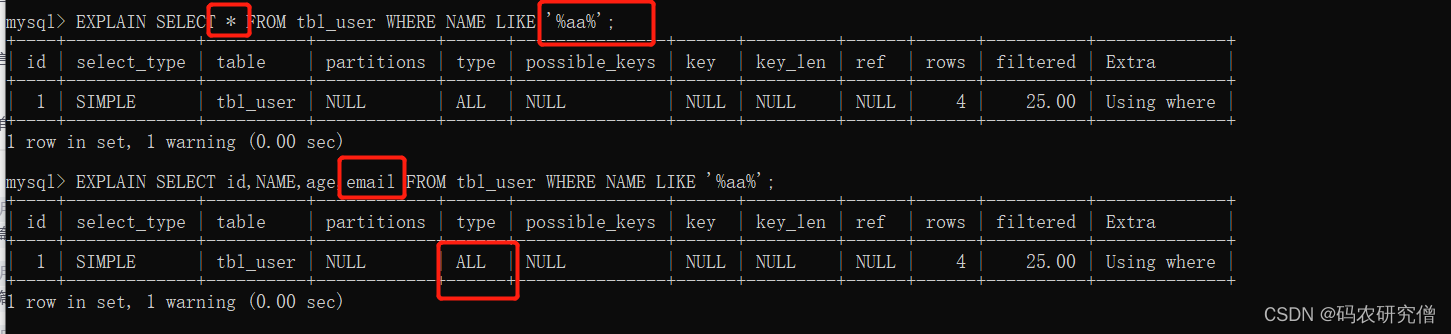 mysql> EXPLAIN SELECT * FROM tbl_user WHERE NAME LIKE '%aa%';
+----+-------------+----------+------------+------+---------------+------+---------+------+------+----------+-------------+
| id | select_type | table | partitions | type | possible_keys | key | key_len | ref | rows | filtered | Extra |
+----+-------------+----------+------------+------+---------------+------+---------+------+------+----------+-------------+
| 1 | SIMPLE | tbl_user | NULL | ALL | NULL | NULL | NULL | NULL | 4 | 25.00 | Using where |
+----+-------------+----------+------------+------+---------------+------+---------+------+------+----------+-------------+
1 row in set, 1 warning (0.00 sec)
mysql> EXPLAIN SELECT id,NAME,age,email FROM tbl_user WHERE NAME LIKE '%aa%';
+----+-------------+----------+------------+------+---------------+------+---------+------+------+----------+-------------+
| id | select_type | table | partitions | type | possible_keys | key | key_len | ref | rows | filtered | Extra |
+----+-------------+----------+------------+------+---------------+------+---------+------+------+----------+-------------+
| 1 | SIMPLE | tbl_user | NULL | ALL | NULL | NULL | NULL | NULL | 4 | 25.00 | Using where |
+----+-------------+----------+------------+------+---------------+------+---------+------+------+----------+-------------+
1 row in set, 1 warning (0.00 sec)
CSDN @码农研究僧